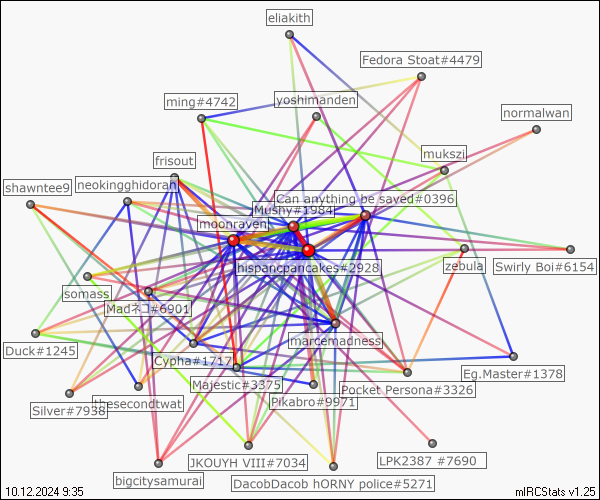 eliakith
Fedora Stoat#4479
ming#4742
yoshimanden
normalwan
mukszi
frisout
shawntee9
neokingghidorah
Can anything be sayed#0396
Mushy#1984
moonraven
hispancpancakes#2928
zebula
Swirly Boi#6154
somass
Madネコ#6901
marcemadness
Duck#1245
Cypha#1717
Eg.Master#1378
Majestic#3375
Pocket Persona#3326
Pikabro#9971
Silver#7938
thesecondtwat
JKOUYH VIII#7034
LPK2387 #7690
bigcitysamurai
DacobDacob hORNY police#5271
10.12.2024 9:35
mIRCStats v1.25